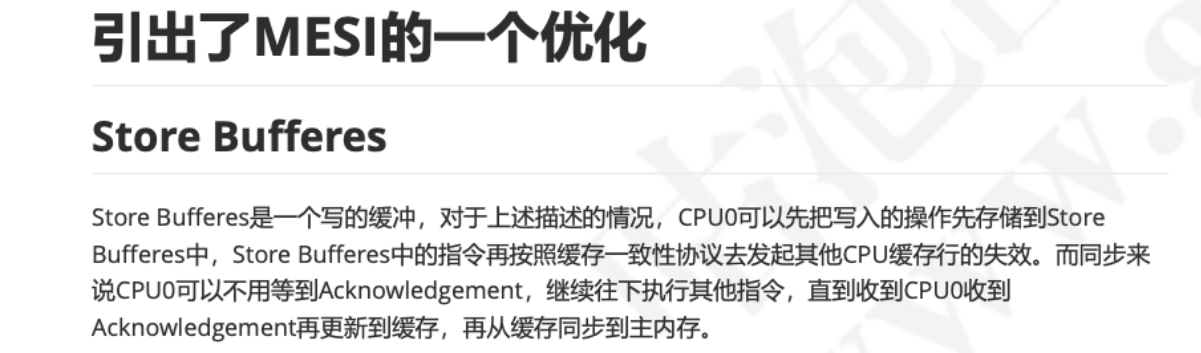 引出了MESI的一个优化
Store Bufferes
Store Bufferes是一个写的缓冲，对于上述描述的情况，CPU0可以先把写入的操作先存储到Store
Bufferes中，Store Bufferes中的指令再按照缓存一致性协议去发起其他CPU缓存行的失效。而同步来
说CPU0可以不用等到Acknowledgement，继续往下执行其他指令，直到收到CPU0收到
Acknowledgement再更新到缓存，再从缓存同步到主内存。